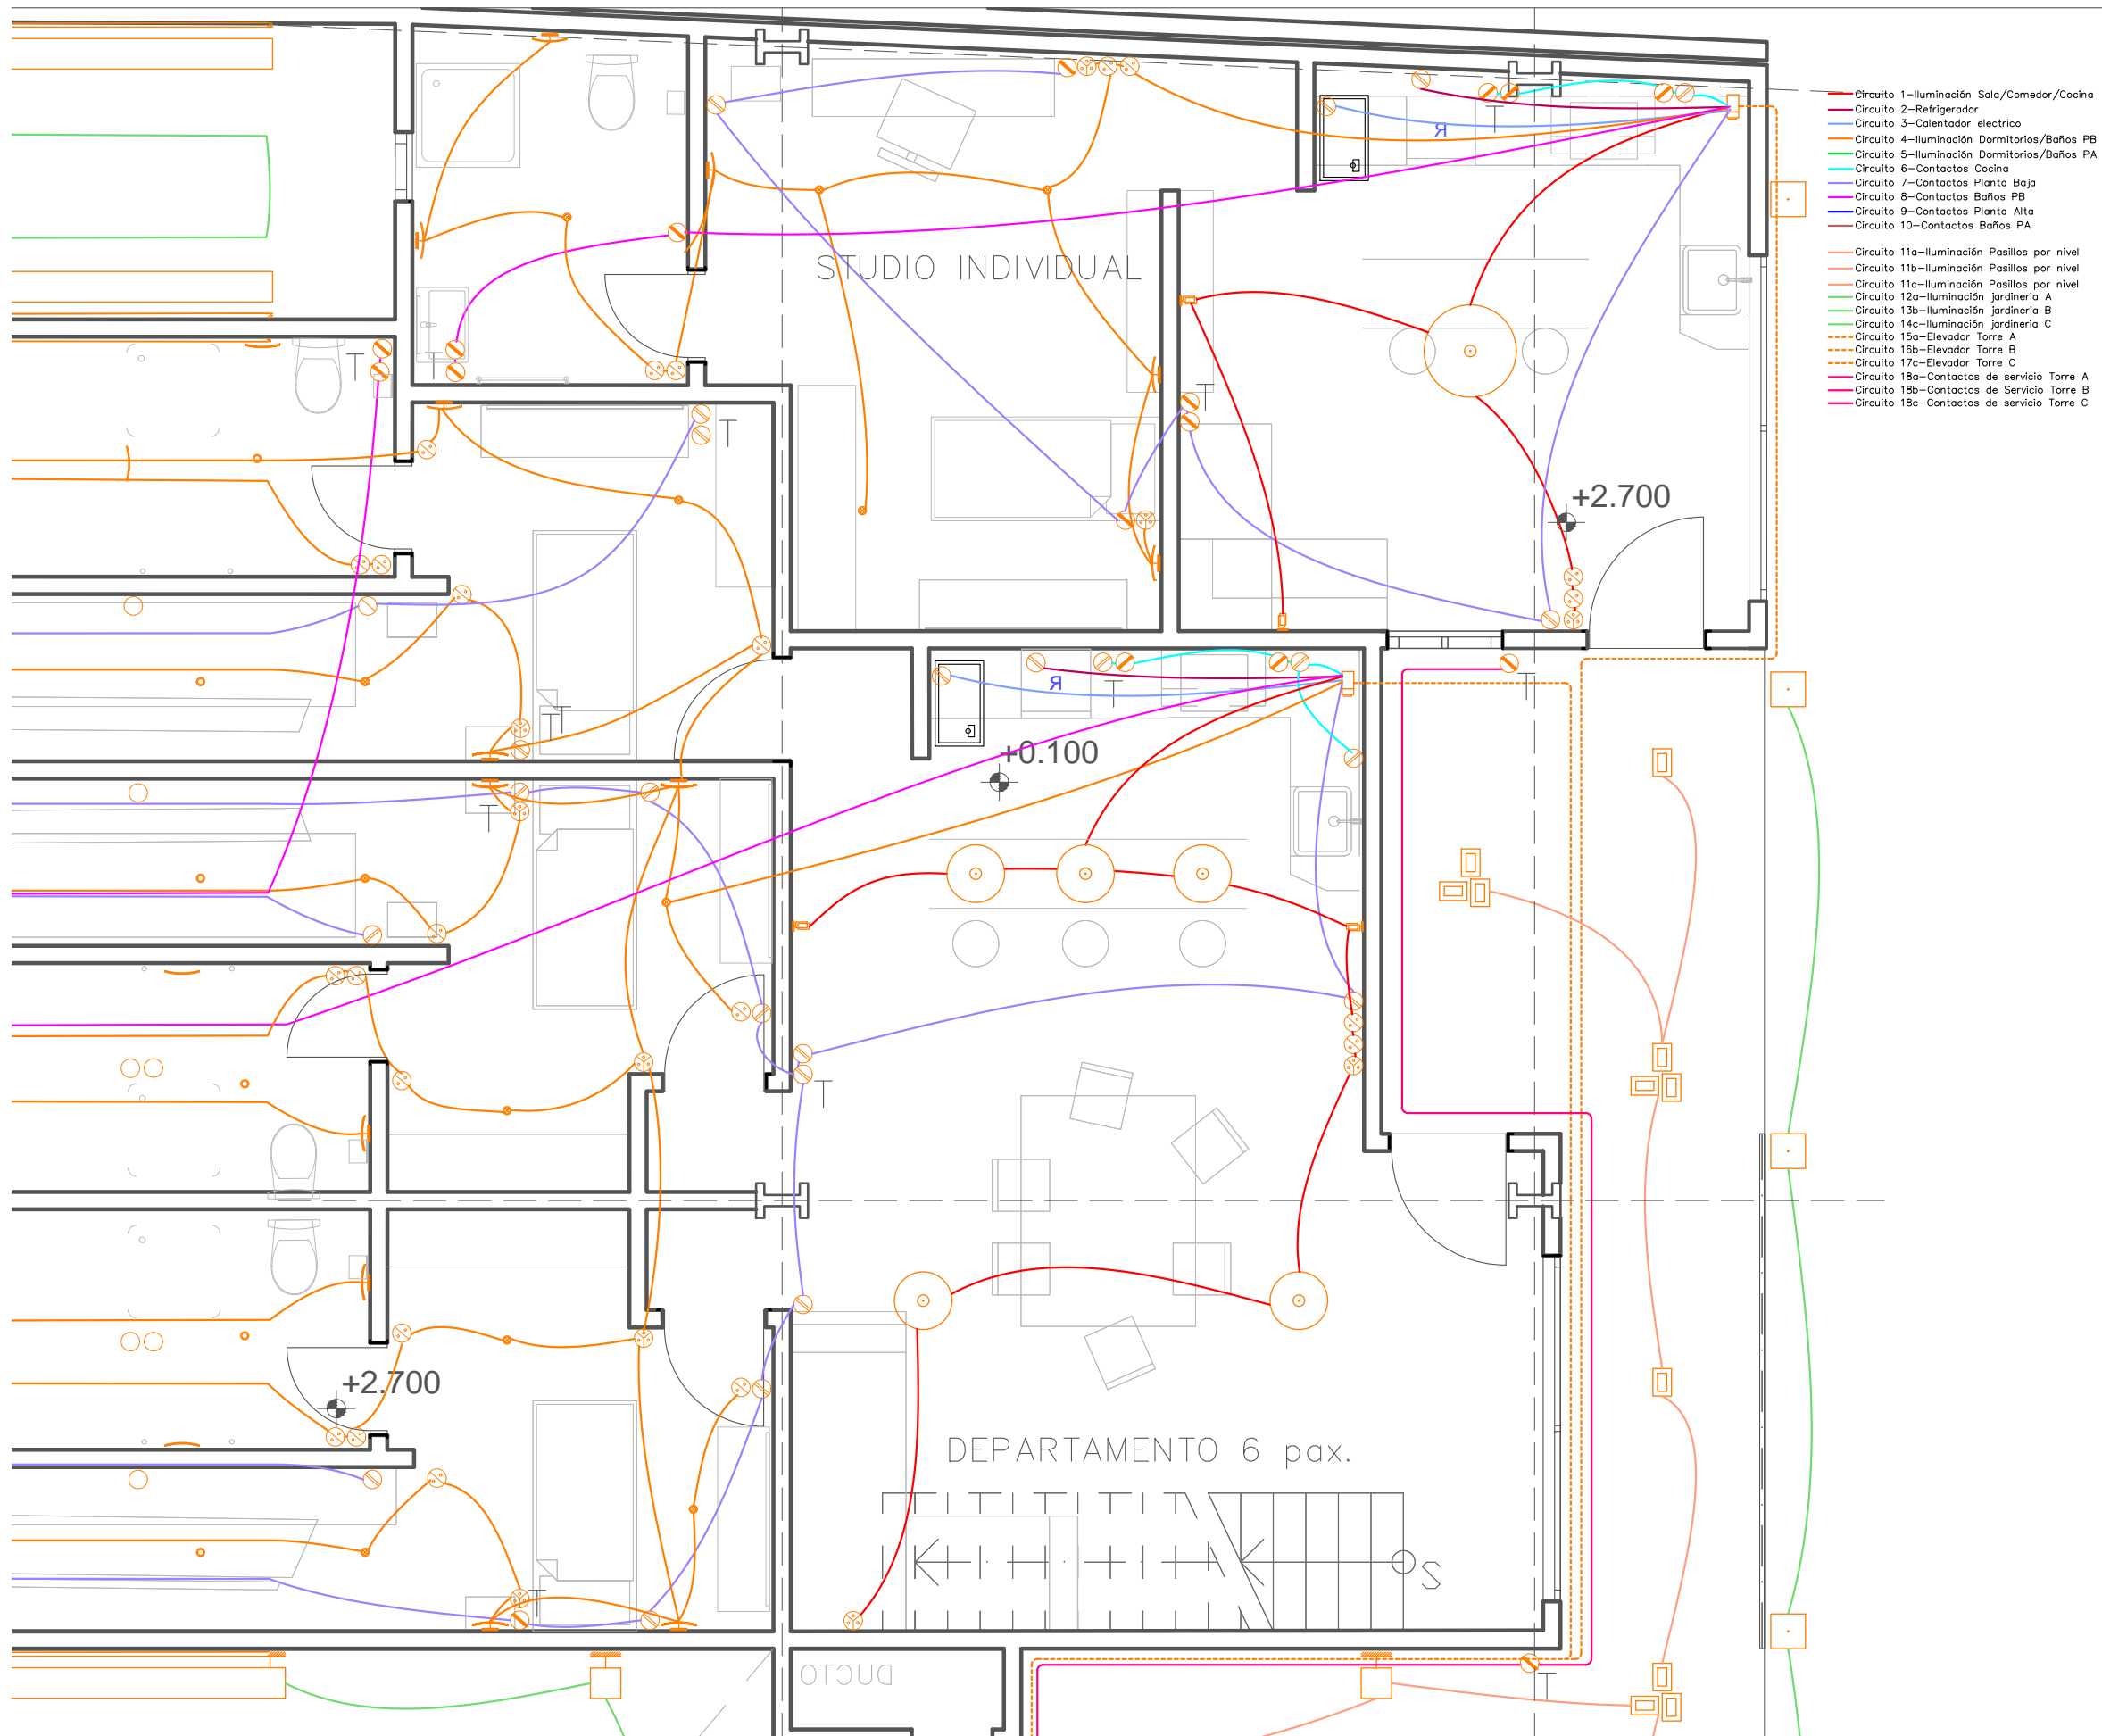 Circuito 1-Iluminación Sala/Comedor/Cocina
Circuito 2-Refrigerador
Circuito 3-Calentador electrico
Circuito 4-Iluminación Dormitorios/Baños PB
Circuito 5-Iluminación Dormitorios/Baños PA
Circuito 6-Contactos Cocina
Circuito 7-Contactos Planta Baja
Circuito 8-Contactos Baños PB
Circuito 9-Contactos Planta Alta
Circuito 10-Contactos Baños PA
Circuito 11a-Iluminación Pasillos por nivel
Circuito 11b-Iluminación Pasillos por nivel
Circuito 11c-Iluminación Pasillos por nivel
Circuito 12a-Iluminación jardineria A
Circuito 13b-Iluminación jardineria B
Circuito 14c-Iluminación jardineria C
Circuito 15a-Elevador Torre A
Circuito 16b-Elevador Torre B
Circuito 17c-Elevador Torre C
Circuito 18a-Contactos de servicio Torre A
Circuito 18b-Contactos de Servicio Torre B
Circuito 18c-Contactos de servicio Torre C
R
STUDIO INDIVIDUAL
+2.700
R
+0.100
+2.700
DEPARTAMENTO 6 pax.
S
DUCTO